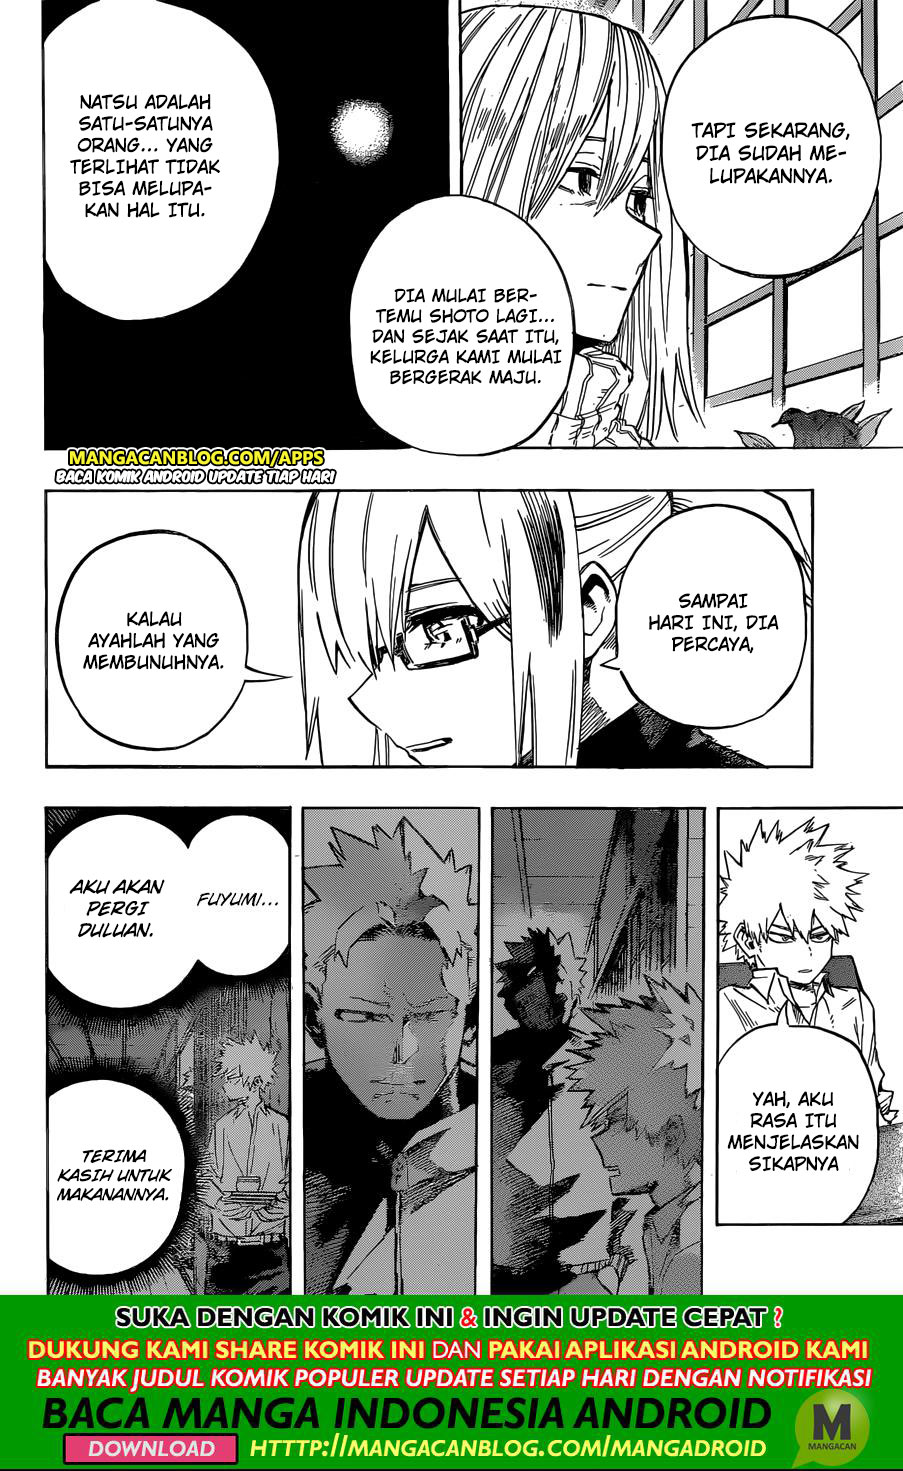 TAPI SEKARANG,
DIA SUDAH ME-
LUPAKANNYA.
DIA MULAI BER-
TEMU SHOTO LAGI...
DAN SEJAK SAAT ITU,
KELURGA KAMI MULAI
BERGERAK MAJU.
NATSU ADALAH
SATU-SATUNYA
ORANG... YANG
TERLIHAT TIDAK
BISA MELUPA-
KAN HAL ITU.
MANGACANBLOG.COM/APPS
BACA KOMIK ANDROID UPDATE TIAP HARI
SAMPAI
HARI INI, DIA
PERCAYA,
KALAU
AYAHLAH YANG
MEMBUNUHNYA.
YAH, AKU
RASA ITU
MENJELASKAN
SIKAPNYA
FUYUMI...
AKU AKAN
PERGI
DULUAN.
TERIMA
KASIH UNTUK
MAKANANNYA.
SUKA DENGAN KOMIK INI & INGIN UPDATE CEPAT ?
DUKUNG KAMI SHARE KOMIK INI DAN PAKAI APLIKASI ANDROID KAMI
BANYAK JUDUL KOMIK POPULER UPDATE SETIAP HARI DENGAN NOTIFIKASI
BACA MANGA INDONESIA ANDROID
DOWNLOAD HTTTP://MANGACANBLOG.COM/MANGADROID
M
MANGACAN